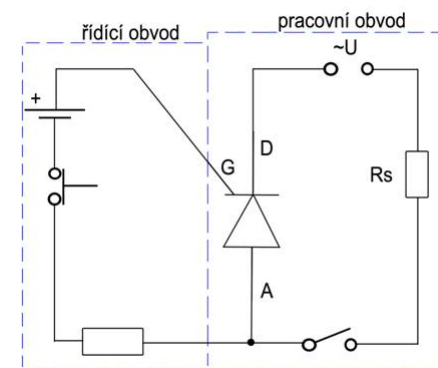 řídící obvod
pracovní obvod
~U
+
D
G
Rs
A